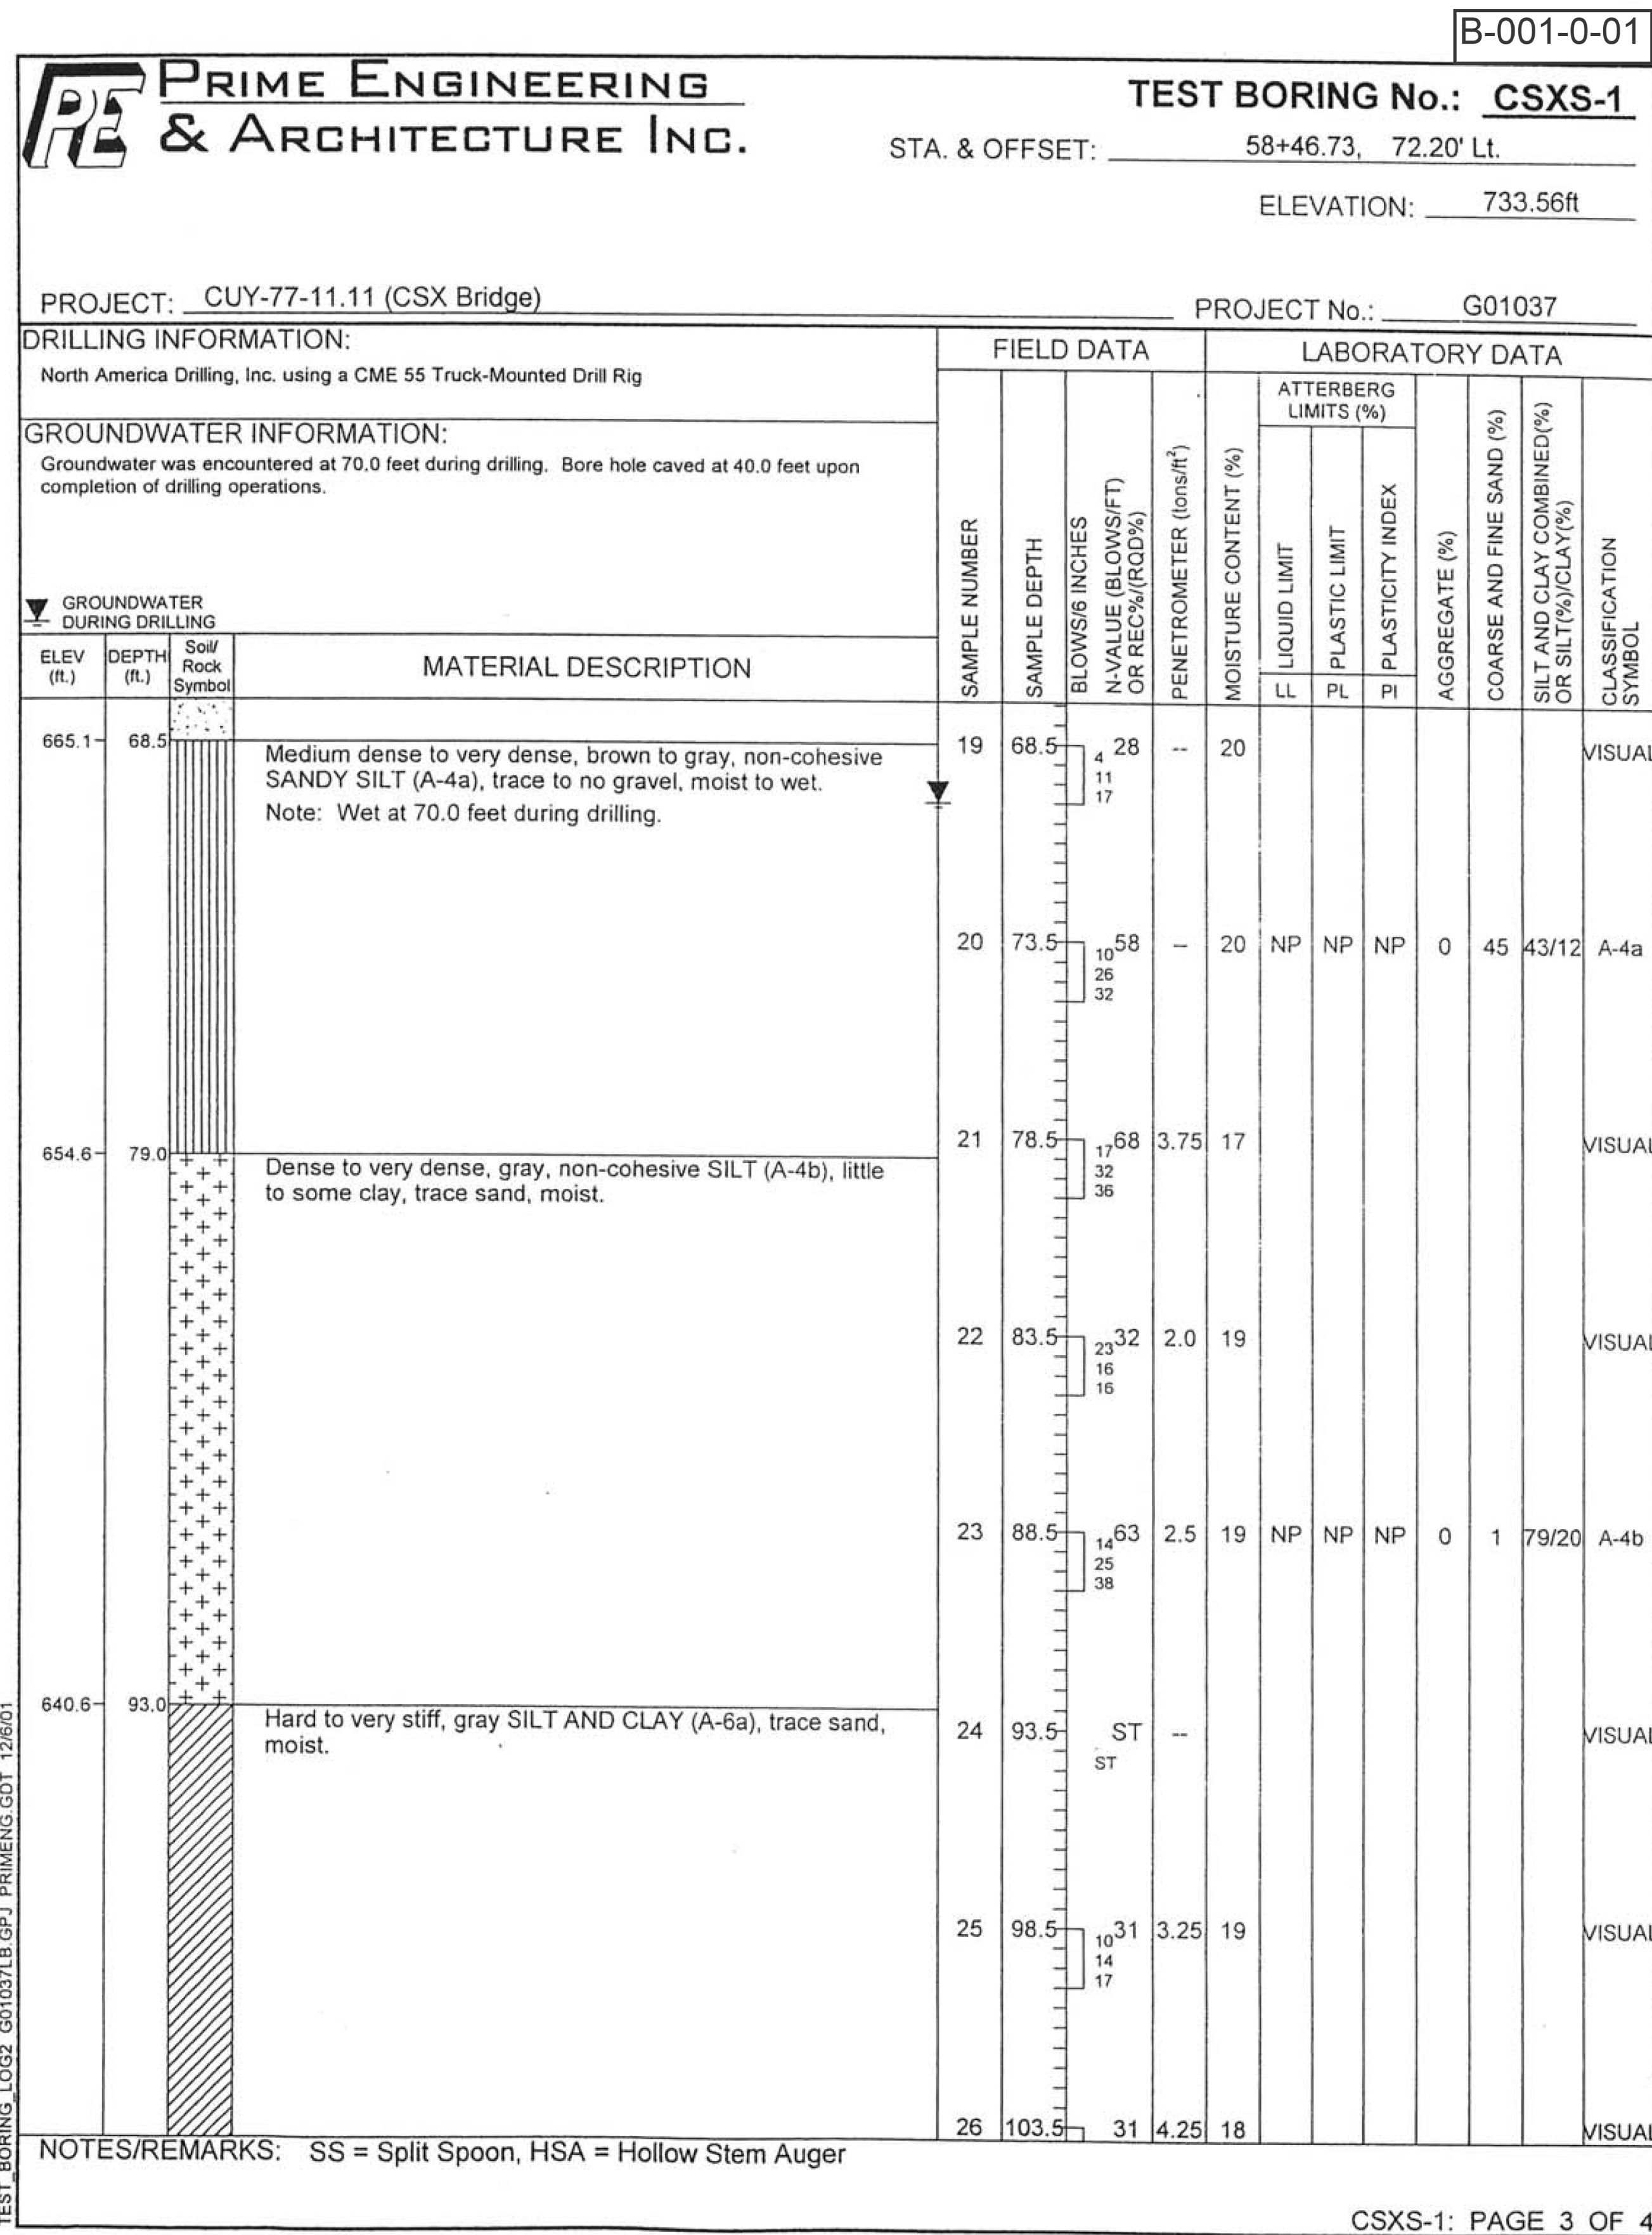 B-001-0-01
PE PRIME ENGINEERING
& ARCHITECTURE INC.
TEST BORING No.: CSXS-1
STA. & OFFSET: 58+46.73, 72.20' Lt.
ELEVATION: 733.56ft
PROJECT: CUY-77-11.11 (CSX Bridge)
PROJECT No.: G01037
DRILLING INFORMATION:
North America Drilling, Inc. using a CME 55 Truck-Mounted Drill Rig
GROUNDWATER INFORMATION:
Groundwater was encountered at 70.0 feet during drilling. Bore hole caved at 40.0 feet upon
completion of drilling operations.
GROUNDWATER
DURING DRILLING
ELEV (ft.)
DEPTH (ft.)
Soil/ Rock Symbol
MATERIAL DESCRIPTION
FIELD DATA
LABORATORY DATA
SAMPLE NUMBER
SAMPLE DEPTH
BLOWS/6 INCHES
N-VALUE (BLOWS/FT)
OR REC%/(RQD%)
PENETROMETER (tons/ft²)
MOISTURE CONTENT (%)
ATTERBERG
LIMITS (%)
LIQUID LIMIT
PLASTIC LIMIT
PLASTICITY INDEX
LL PL PI
AGGREGATE (%)
COARSE AND FINE SAND (%)
SILT AND CLAY COMBINED(%)
OR SILT(%)/CLAY(%)
CLASSIFICATION
SYMBOL
665.1 68.5
Medium dense to very dense, brown to gray, non-cohesive
SANDY SILT (A-4a), trace to no gravel, moist to wet.
Note: Wet at 70.0 feet during drilling.
19 68.5 4 28 -- 20 VISUAL
11
17
20 73.5 10 58 -- 20 NP NP NP 0 45 43/12 A-4a
26
32
21 78.5 17 68 3.75 17 VISUAL
32
36
654.6 79.0
Dense to very dense, gray, non-cohesive SILT (A-4b), little
to some clay, trace sand, moist.
22 83.5 23 32 2.0 19 VISUAL
16
16
23 88.5 14 63 2.5 19 NP NP NP 0 1 79/20 A-4b
25
38
640.6 93.0
Hard to very stiff, gray SILT AND CLAY (A-6a), trace sand,
moist.
24 93.5 ST -- VISUAL
ST
25 98.5 10 31 3.25 19 VISUAL
14
17
26 103.5 31 4.25 18 VISUAL
NOTES/REMARKS: SS = Split Spoon, HSA = Hollow Stem Auger
CSXS-1: PAGE 3 OF 4
TEST_BORING_LOG2 G01037LB.GPJ PRIMENG.GDT 12/6/01